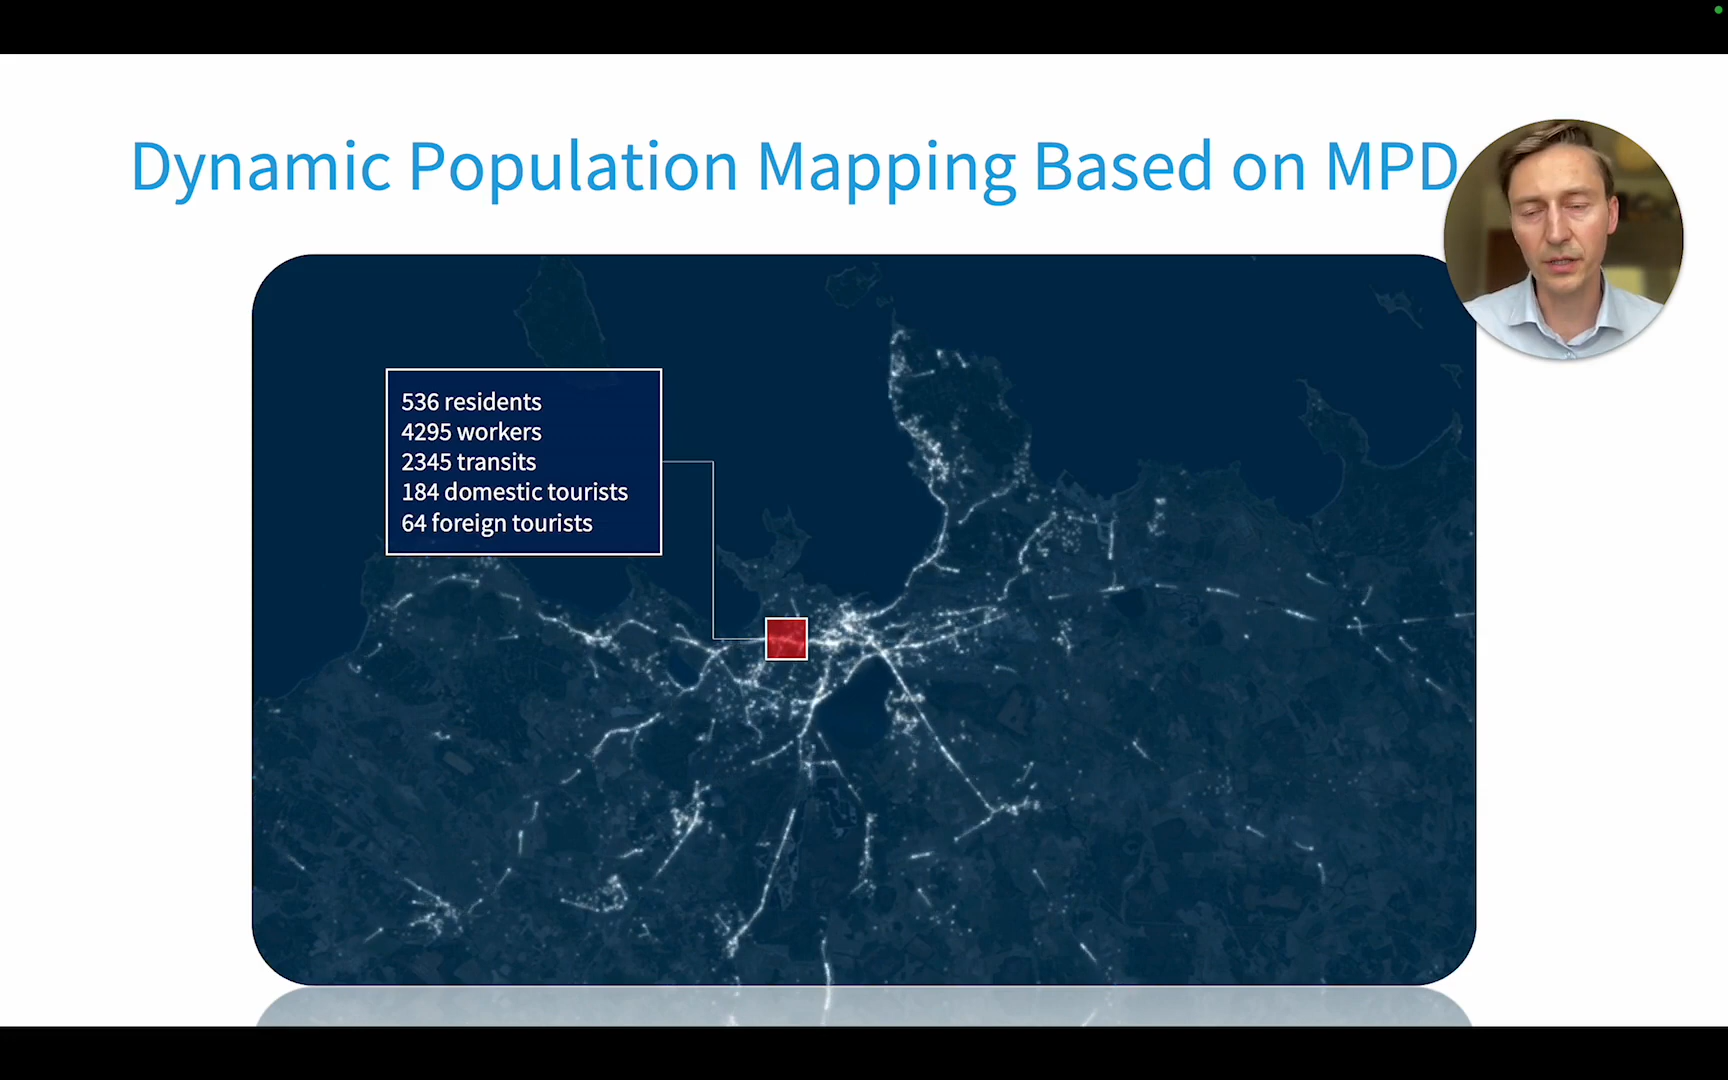 Dynamic Population Mapping Based on MPD
536 residents
4295 workers
2345 transits
184 domestic tourists
64 foreign tourists